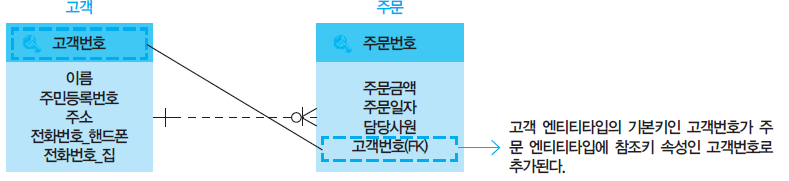 고객
고객번호
이름
주민등록번호
주소
전화번호_핸드폰
전화번호_집
주문
주문번호
주문금액
주문일자
담당사원
고객번호(FK)
고객 엔티티타입의 기본키인 고객번호가 주
문 엔티티타입에 참조키 속성인 고객번호로
추가된다.